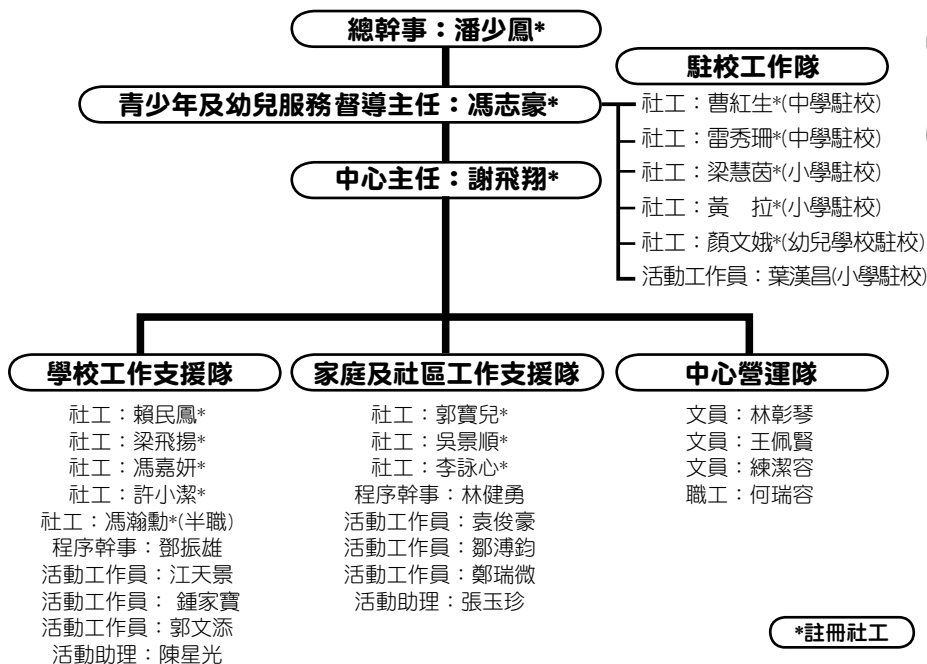 總幹事：潘少鳳*
青少年及幼兒服務督導主任：馮志豪*
中心主任：謝飛翔*
駐校工作隊
社工：曹紅生*(中學駐校)
社工：雷秀珊*(中學駐校)
社工：梁慧茵*(小學駐校)
社工：黃　拉*(小學駐校)
社工：顏文娥*(幼兒學校駐校)
活動工作員：葉漢昌(小學駐校)
學校工作支援隊
社工：賴民鳳*
社工：梁飛揚*
社工：馮嘉妍*
社工：許小潔*
社工：馮瀚勳*(半職)
程序幹事：鄧振雄
活動工作員：江天景
活動工作員： 鍾家寶
活動工作員：郭文添
活動助理：陳星光
家庭及社區工作支援隊
社工：郭寶兒*
社工：吳景順*
社工：李詠心*
程序幹事：林健勇
活動工作員：袁俊豪
活動工作員：鄒溥鈞
活動工作員：鄭瑞微
活動助理：張玉珍
中心營運隊
文員：林彰琴
文員：王佩賢
文員：練潔容
職工：何瑞容
*註冊社工